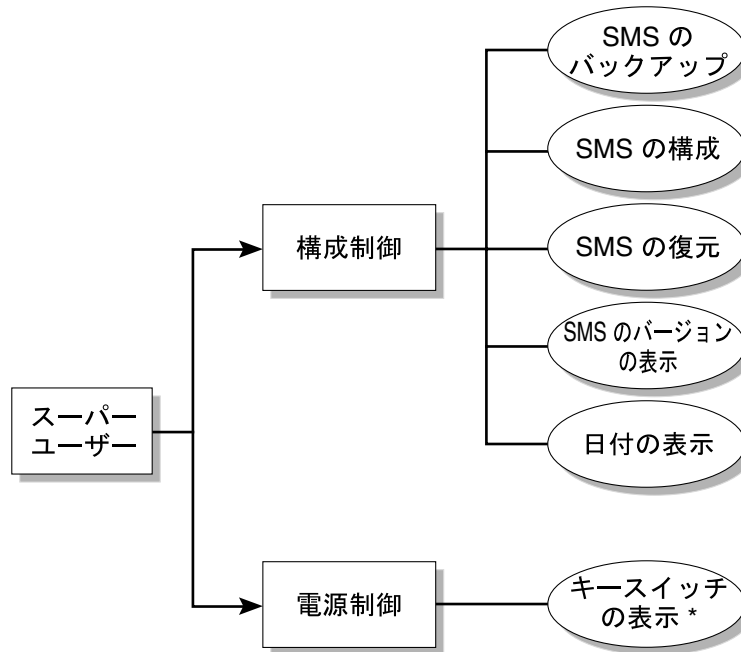 SMS の
バックアップ
SMS の構成
構成制御
SMS の復元
SMS のバージョン
の表示
スーパー
ユーザー
日付の表示
電源制御
キースイッチ
の表示 *